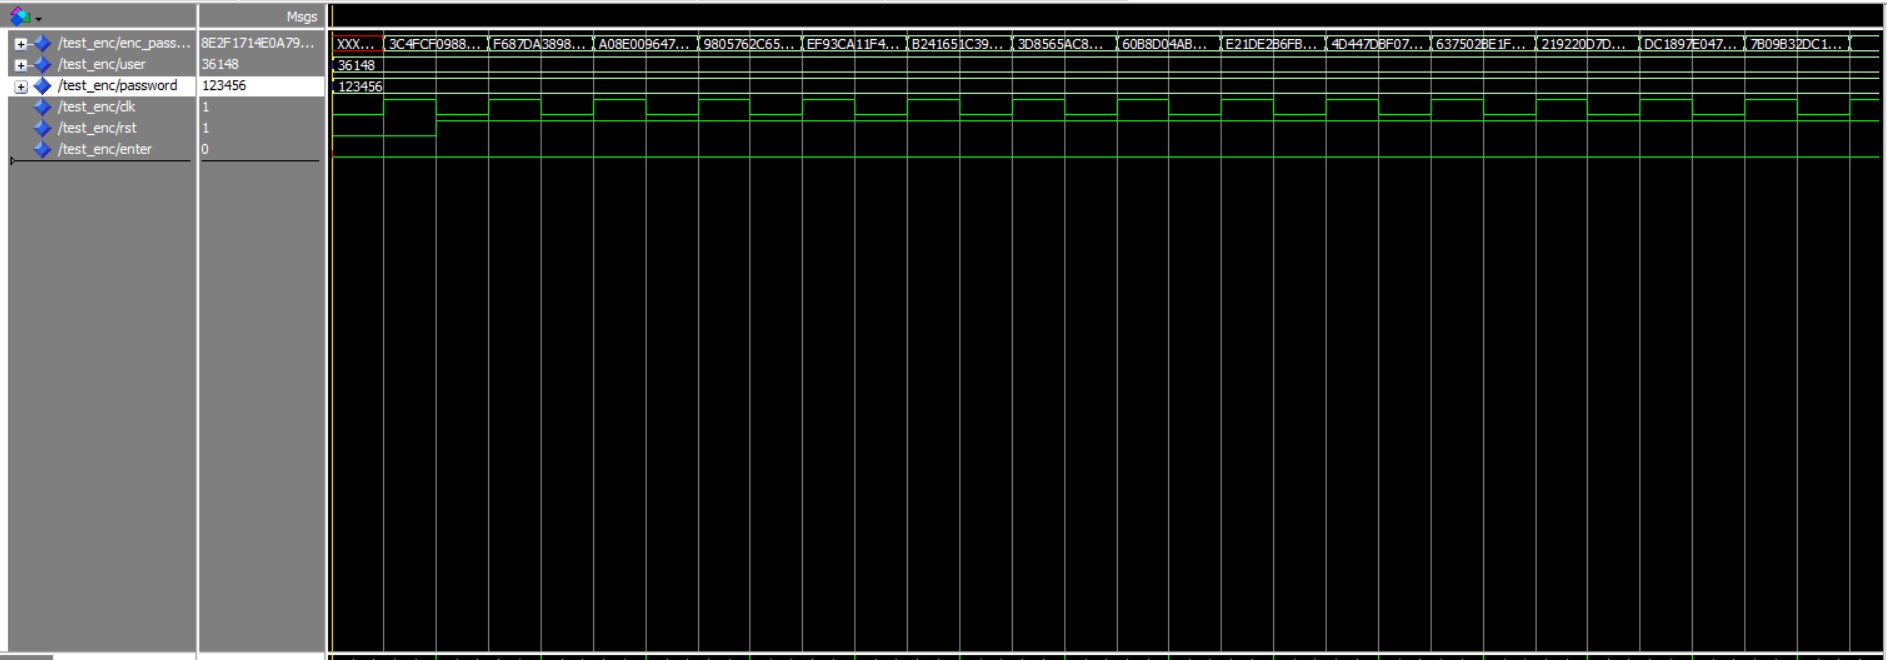 Msgs
/test_enc/enc_pass... 8E2F1714E0A79... XXX... 3C4FCF0988... F687DA3898... A08E009647... 9805762C65... EF93CA11F4... B241651C39... 3D8565AC8... 60B8D04AB... E21DE2B6FB... 4D447DBF07... 637502BE1F... 219220D7D... DC1897E047... 7B09B32DC1...
/test_enc/user 36148 36148
/test_enc/password 123456 123456
/test_enc/clk 1
/test_enc/rst 1
/test_enc/enter 0